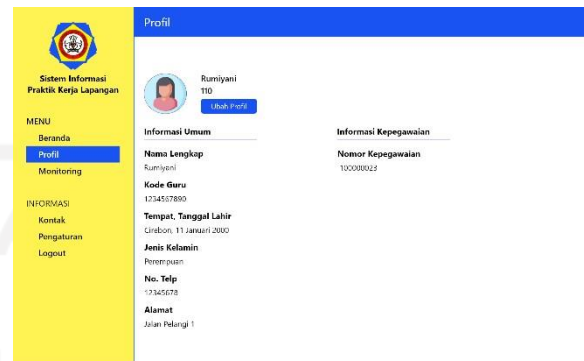 Profil
Sistem Informasi
Praktik Kerja Lapangan
MENU
Beranda
Profil
Monitoring
INFORMASI
Kontak
Pengaturan
Logout
Rumiyani
110
Ubah Profil
Informasi Umum
Nama Lengkap
Rumiyani
Kode Guru
1234567890
Tempat, Tanggal Lahir
Cirebon, 11 Januari 2000
Jenis Kelamin
Perempuan
No. Telp
12345678
Alamat
Jalan Pelangi 1
Informasi Kepegawaian
Nomor Kepegawaian
100000023